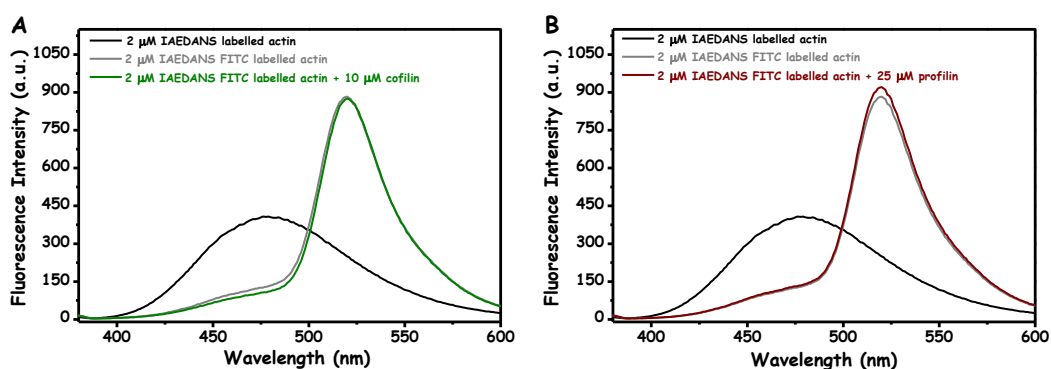 A
2 μM IAEDANS labelled actin
2 μM IAEDANS FITC labelled actin
2 μM IAEDANS FITC labelled actin + 10 μM cofilin
Fluorescence Intensity (a.u.)
1050
900
750
600
450
300
150
0
400 450 500 550 600
Wavelength (nm)
B
2 μM IAEDANS labelled actin
2 μM IAEDANS FITC labelled actin
2 μM IAEDANS FITC labelled actin + 25 μM profilin
Fluorescence Intensity (a.u.)
1050
900
750
600
450
300
150
0
400 450 500 550 600
Wavelength (nm)